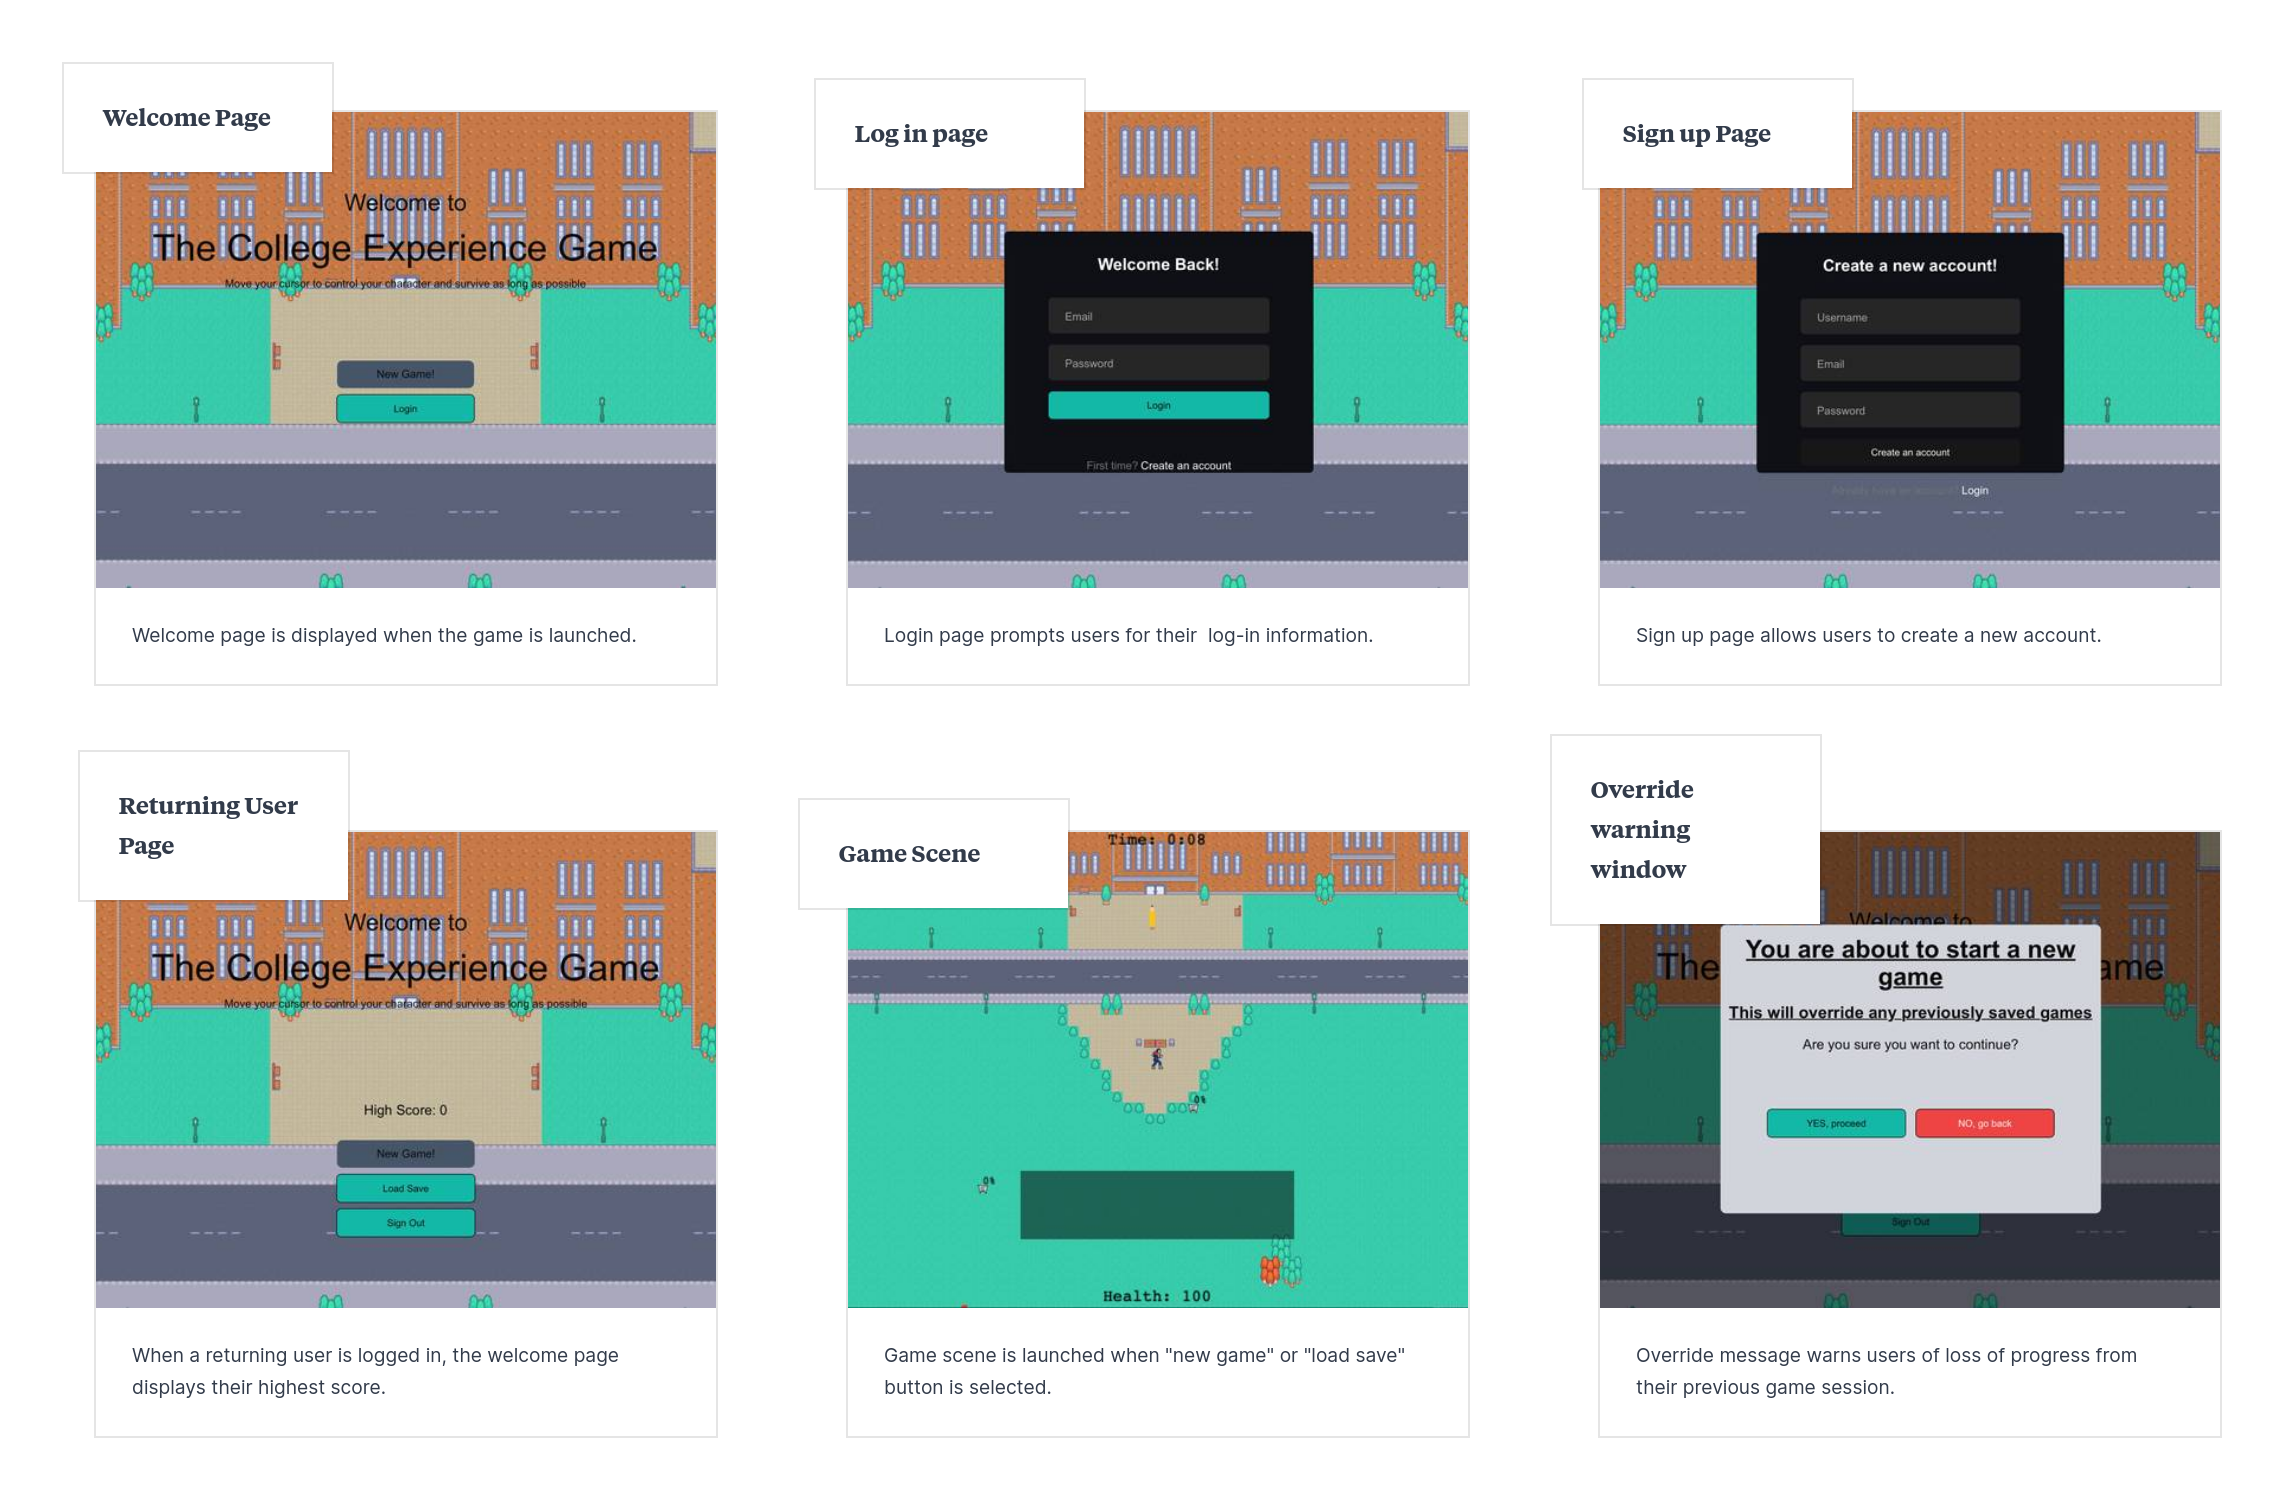 Welcome Page
Welcome to
The College Experience Game
Move your cursor to control your character and survive as long as possible
New Game!
Login
Welcome page is displayed when the game is launched.
Log in page
Welcome Back!
Email
Password
Login
First time? Create an account
Login page prompts users for their  log-in information.
Sign up Page
Create a new account!
Username
Email
Password
Create an account
Already have an account? Login
Sign up page allows users to create a new account.
Returning User
Page
Welcome to
The College Experience Game
Move your cursor to control your character and survive as long as possible
High Score: 0
New Game!
Load Save
Sign Out
When a returning user is logged in, the welcome page
displays their highest score.
Game Scene
Time: 0:08
0%
0%
Health: 100
Game scene is launched when "new game" or "load save"
button is selected.
Override
warning
window
Welcome to
The
ame
You are about to start a new
game
This will override any previously saved games
Are you sure you want to continue?
YES, proceed
NO, go back
Sign Out
Override message warns users of loss of progress from
their previous game session.